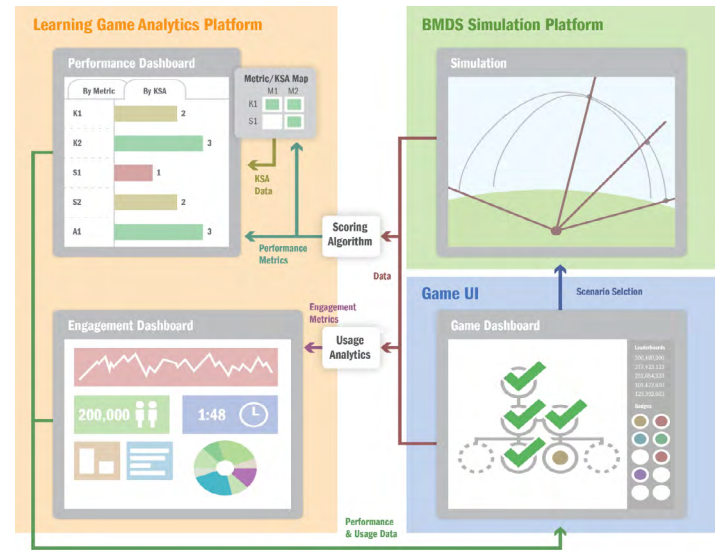 Learning Game Analytics Platform
BMDS Simulation Platform
Performance Dashboard
By Metric
By KSA
K1
2
K2
3
S1
1
S2
2
A1
3
Metric/KSA Map
M1 M2
K1
S1
KSA
Data
Performance
Metrics
Scoring
Algorithm
Data
Simulation
Scenario Selction
Game UI
Engagement
Metrics
Usage
Analytics
Engagement Dashboard
200,000
1:48
Game Dashboard
Leaderboards
Badges
Performance
& Usage Data